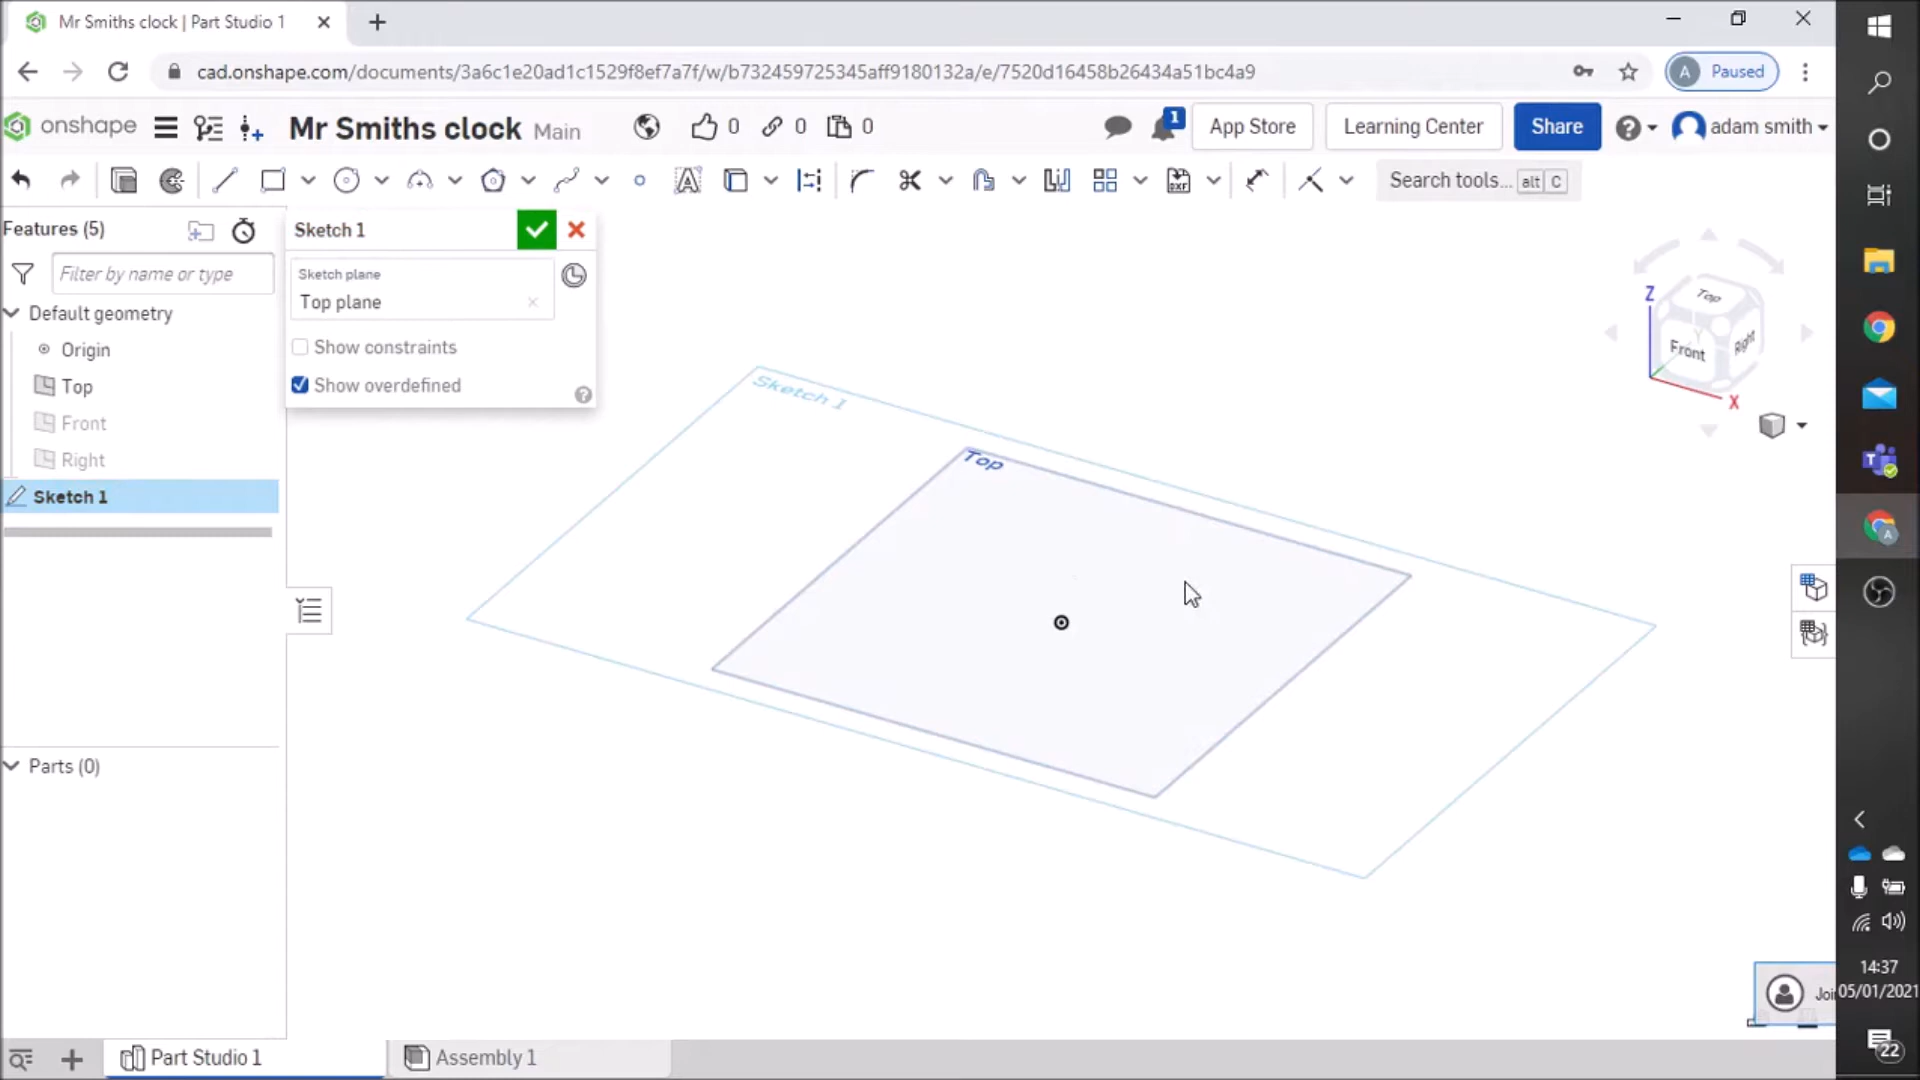 Mr Smiths clock | Part Studio 1
cad.onshape.com/documents/3a6c1e20ad1c1529f8ef7a7f/w/b732459725345aff9180132a/e/7520d16458b26434a51bc4a9
A Paused
onshape Mr Smiths clock Main 0 0 0 1 App Store Learning Center Share ? adam smith
A DXF Search tools... alt C
Features (5)
Filter by name or type
Default geometry
Origin
Top
Front
Right
Sketch 1
Parts (0)
Sketch 1
Sketch plane
Top plane
Show constraints
Show overdefined
?
Sketch 1
Top
Z
Top
Y
Front
Right
X
Part Studio 1
Assembly 1
T
A
14:37
05/01/2021
22